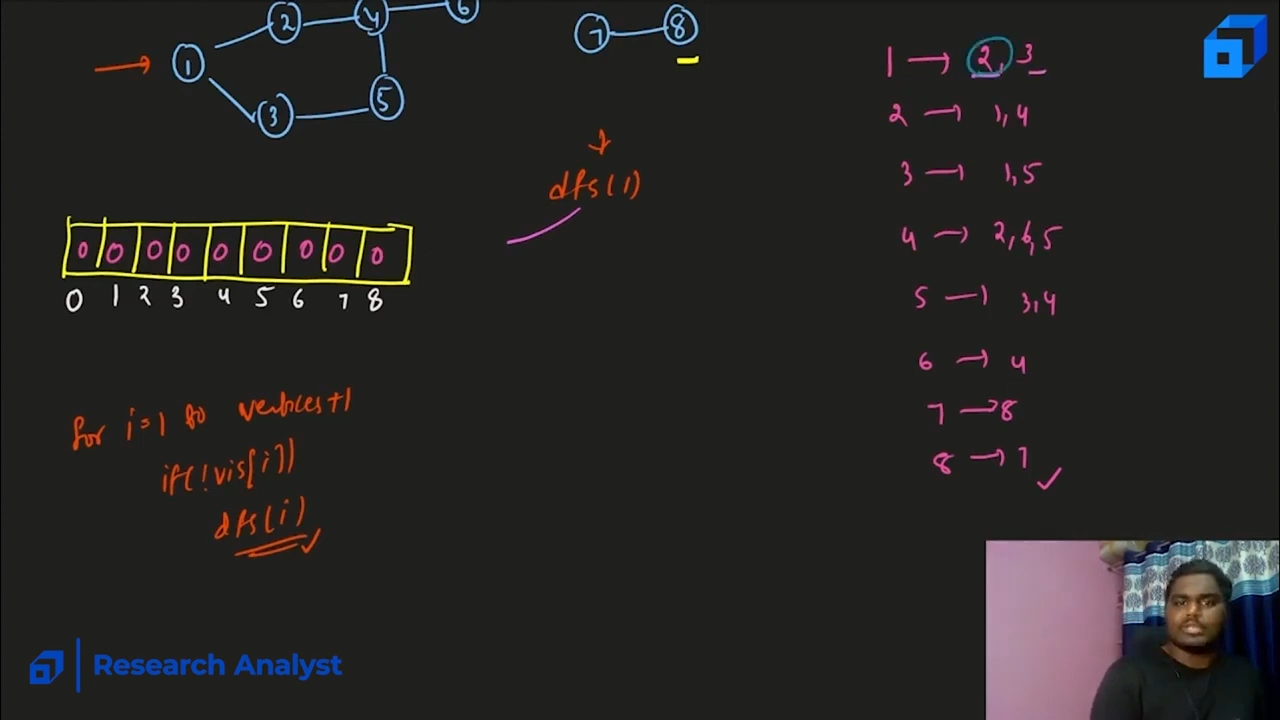 2 4 6
1
3 5
7 8
1 → 2, 3
2 → 1,4
3 → 1,5
4 → 2,6,5
5 → 3,4
6 → 4
7 → 8
8 → 7
dfs(1)
0 0 0 0 0 0 0 0 0
0 1 2 3 4 5 6 7 8
for i=1 to vertices+1
if(!vis[i])
dfs(i)
Research Analyst